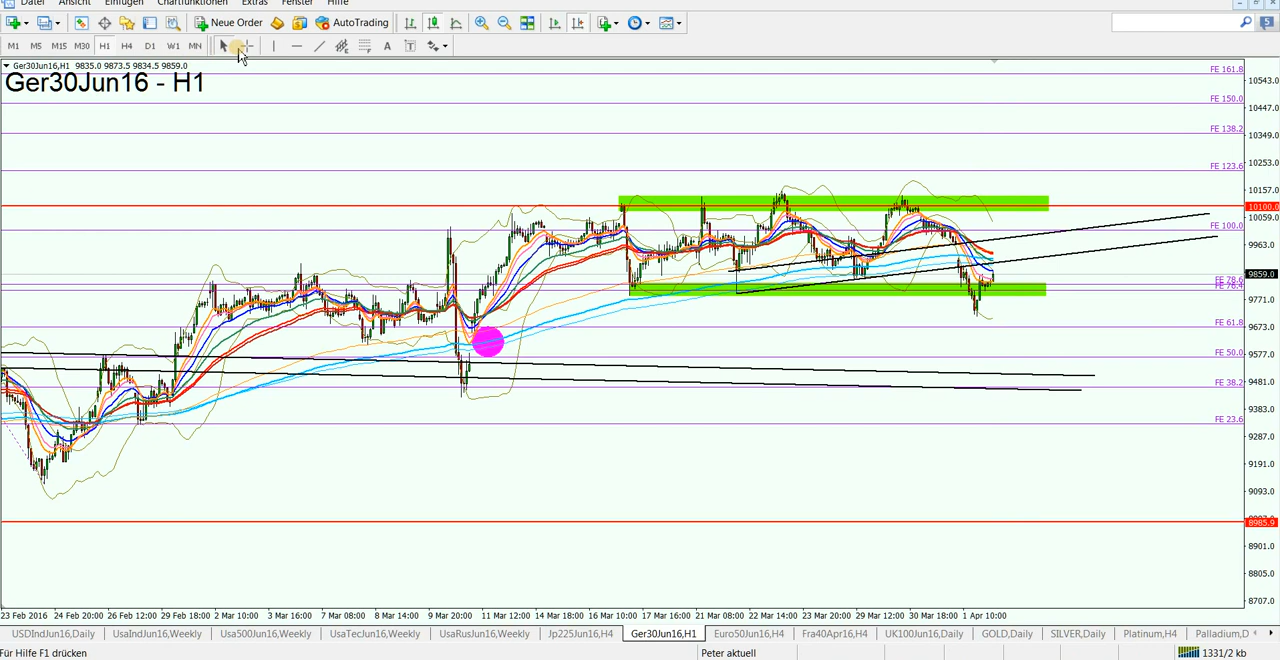 Datei Ansicht Einfügen Chartfunktionen Extras Fenster Hilfe
Neue Order AutoTrading
5
M1 M5 M15 M30 H1 H4 D1 W1 MN A T
Ger30Jun16,H1 9835.0 9873.5 9834.5 9859.0
Ger30Jun16 - H1
FE 161.8
10543.0
FE 150.0
10447.0
FE 138.2
10349.0
FE 123.6
10253.0
10157.0
10100.0
10059.0
FE 100.0
9963.0
9859.0
FE 78.6
FE 76.4
9771.0
FE 61.8
9673.0
FE 50.0
9577.0
FE 38.2
9481.0
9383.0
FE 23.6
9287.0
9191.0
9093.0
8985.9
8901.0
8805.0
8707.0
23 Feb 2016 24 Feb 20:00 26 Feb 12:00 29 Feb 18:00 2 Mar 10:00 3 Mar 16:00 7 Mar 08:00 8 Mar 14:00 9 Mar 20:00 11 Mar 12:00 14 Mar 18:00 16 Mar 10:00 17 Mar 16:00 21 Mar 08:00 22 Mar 14:00 23 Mar 20:00 29 Mar 12:00 30 Mar 18:00 1 Apr 10:00
USDIndJun16,Daily UsaIndJun16,Weekly Usa500Jun16,Weekly UsaTecJun16,Weekly UsaRusJun16,Weekly Jp225Jun16,H4 Ger30Jun16,H1 Euro50Jun16,H4 Fra40Apr16,H4 UK100Jun16,Daily GOLD,Daily SILVER,Daily Platinum,H4 Palladium,D
Für Hilfe F1 drücken Peter aktuell 1331/2 kb